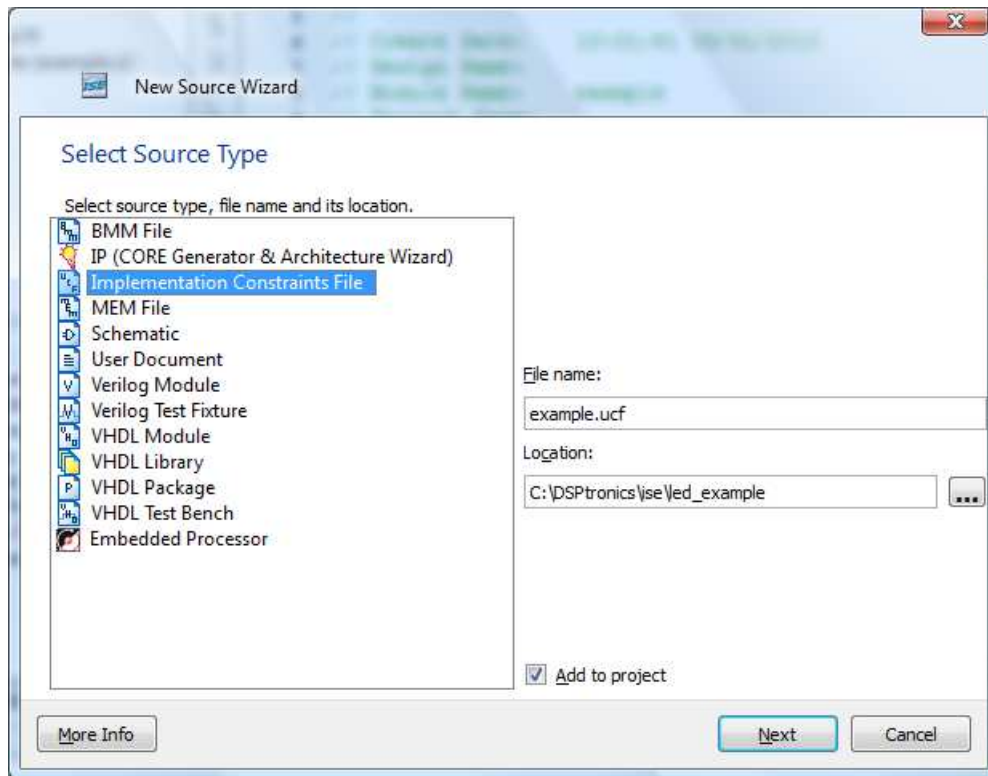 New Source Wizard
Select Source Type
Select source type, file name and its location.
BMM File
IP (CORE Generator & Architecture Wizard)
Implementation Constraints File
MEM File
Schematic
User Document
Verilog Module
Verilog Test Fixture
VHDL Module
VHDL Library
VHDL Package
VHDL Test Bench
Embedded Processor
File name:
example.ucf
Location:
C:\DSPtronics\ise\led_example
...
Add to project
More Info
Next
Cancel